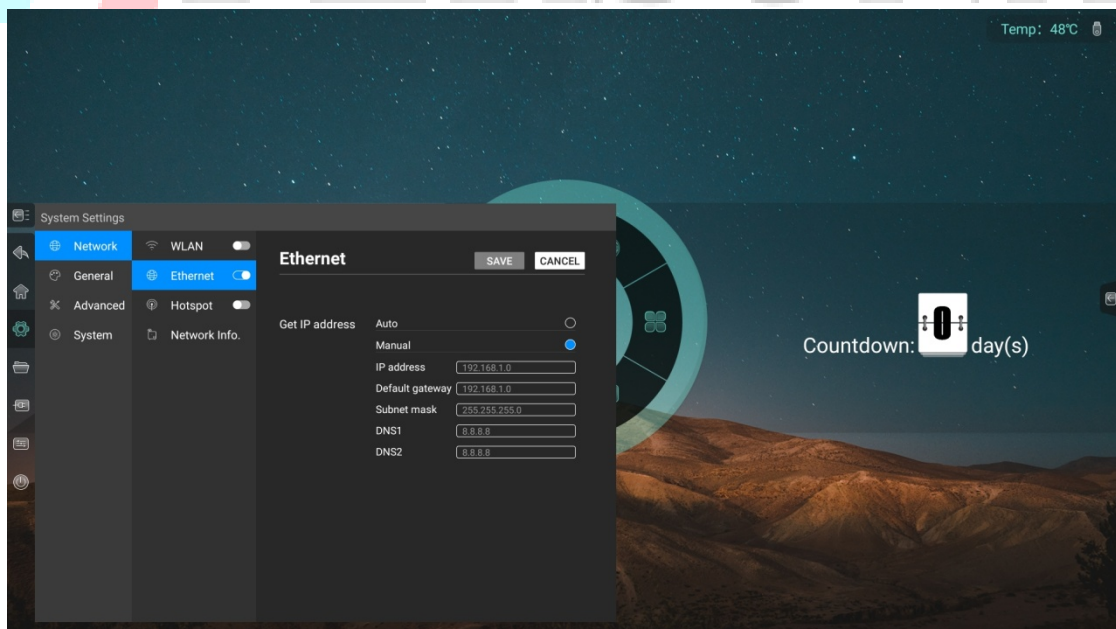 Temp: 48℃
System Settings
Network
General
Advanced
System
WLAN
Ethernet
Hotspot
Network Info.
Ethernet
SAVE
CANCEL
Get IP address
Auto
Manual
IP address 192.168.1.0
Default gateway 192.168.1.0
Subnet mask 255.255.255.0
DNS1 8.8.8.8
DNS2 8.8.8.8
Countdown: 0 day(s)